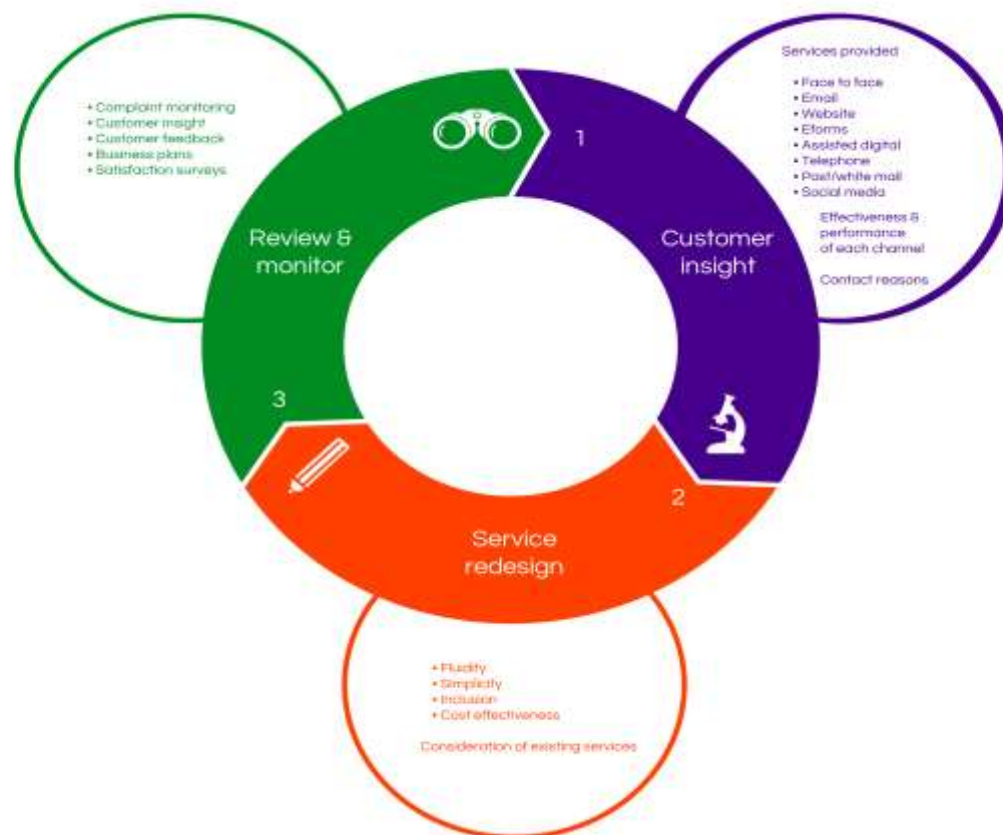 1
Customer
insight
Services provided
• Face to face
• Email
• Website
• Eforms
• Assisted digital
• Telephone
• Post/white mail
• Social media
Effectiveness &
performance
of each channel
Contact reasons
2
Service
redesign
• Fluidity
• Simplicity
• Inclusion
• Cost effectiveness
Consideration of existing services
3
Review &
monitor
• Complaint monitoring
• Customer insight
• Customer feedback
• Business plans
• Satisfaction surveys